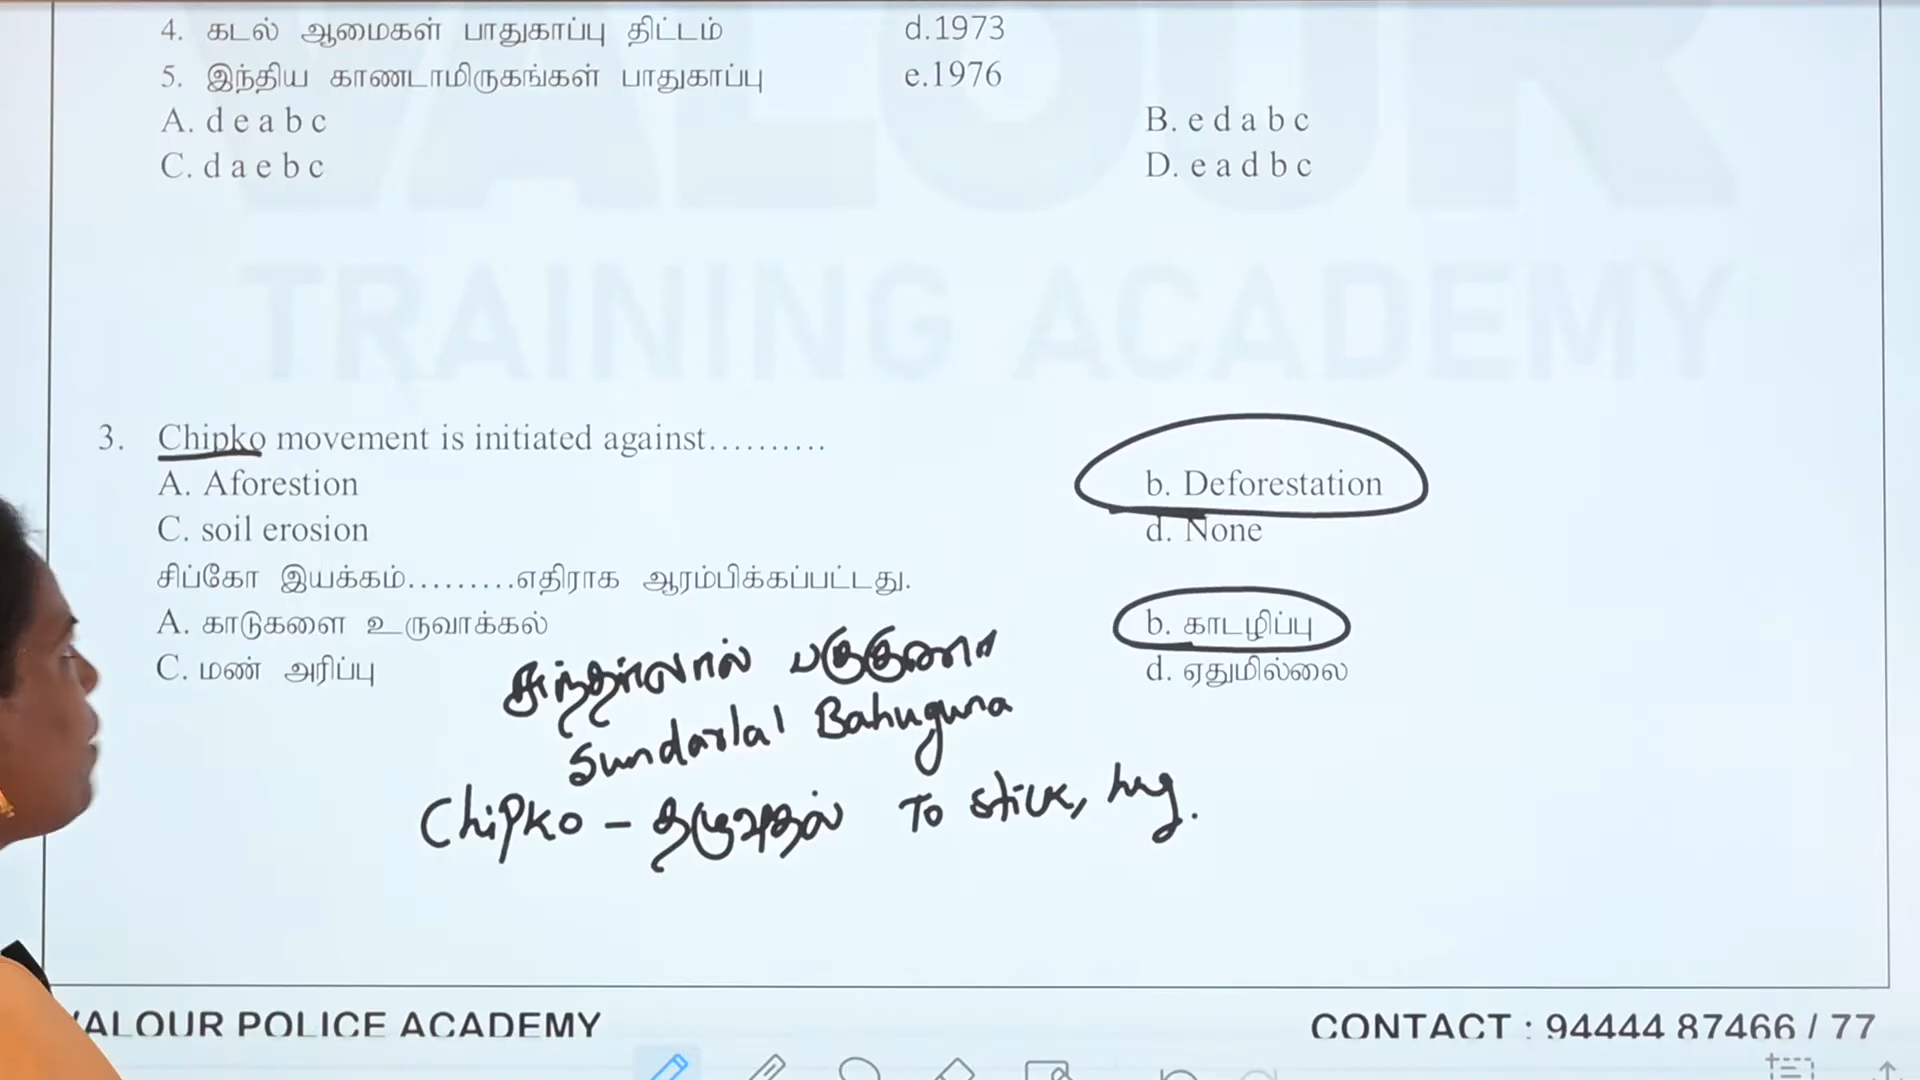 4. கடல் ஆமைகள் பாதுகாப்பு திட்டம் d.1973
5. இந்திய காணடாமிருகங்கள் பாதுகாப்பு e.1976
A. d e a b c B. e d a b c
C. d a e b c D. e a d b c
VALOUR
TRAINING ACADEMY
3. Chipko movement is initiated against..........
A. Aforestion b. Deforestation
C. soil erosion d. None
சிப்கோ இயக்கம்.........எதிராக ஆரம்பிக்கப்பட்டது.
A. காடுகளை உருவாக்கல் b. காடழிப்பு
C. மண் அரிப்பு d. ஏதுமில்லை
சுந்தர்லால் பகுகுணா
Sundarlal Bahuguna
Chipko - தழுவுதல் To stick, hug.
VALOUR POLICE ACADEMY CONTACT : 94444 87466 / 77